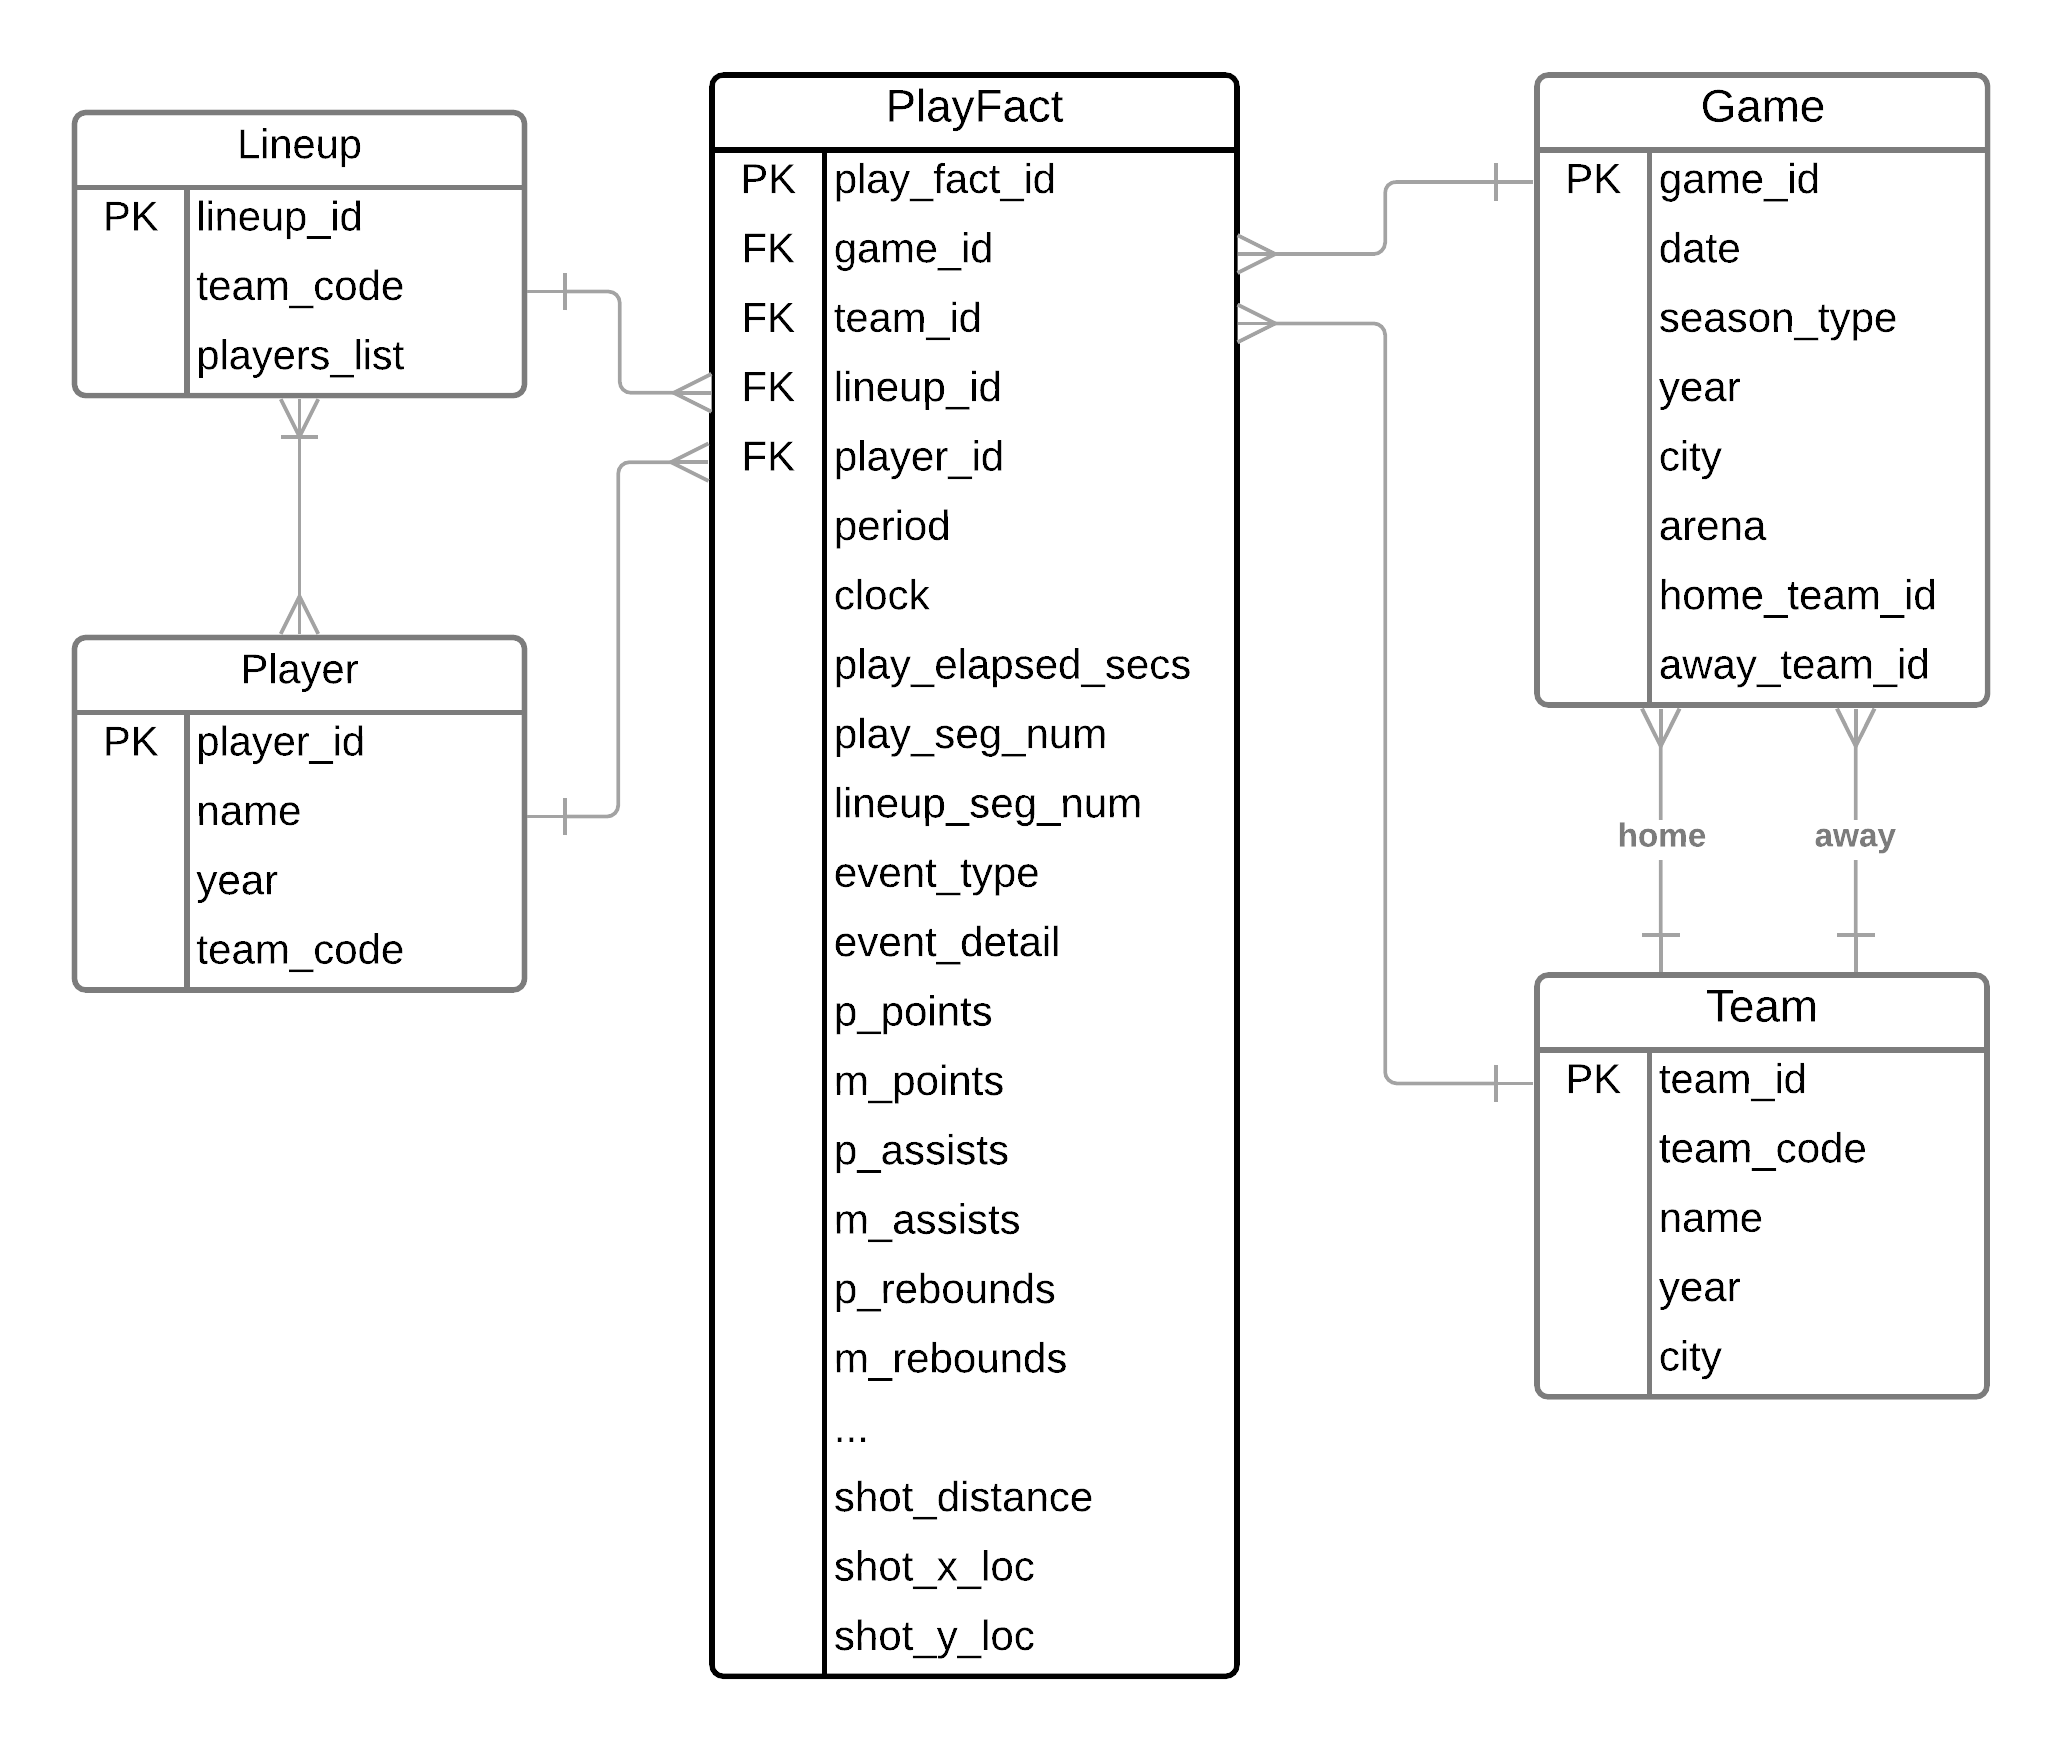 Lineup
PK lineup_id
team_code
players_list
Player
PK player_id
name
year
team_code
PlayFact
PK play_fact_id
FK game_id
FK team_id
FK lineup_id
FK player_id
period
clock
play_elapsed_secs
play_seg_num
lineup_seg_num
event_type
event_detail
p_points
m_points
p_assists
m_assists
p_rebounds
m_rebounds
...
shot_distance
shot_x_loc
shot_y_loc
Game
PK game_id
date
season_type
year
city
arena
home_team_id
away_team_id
home away
Team
PK team_id
team_code
name
year
city